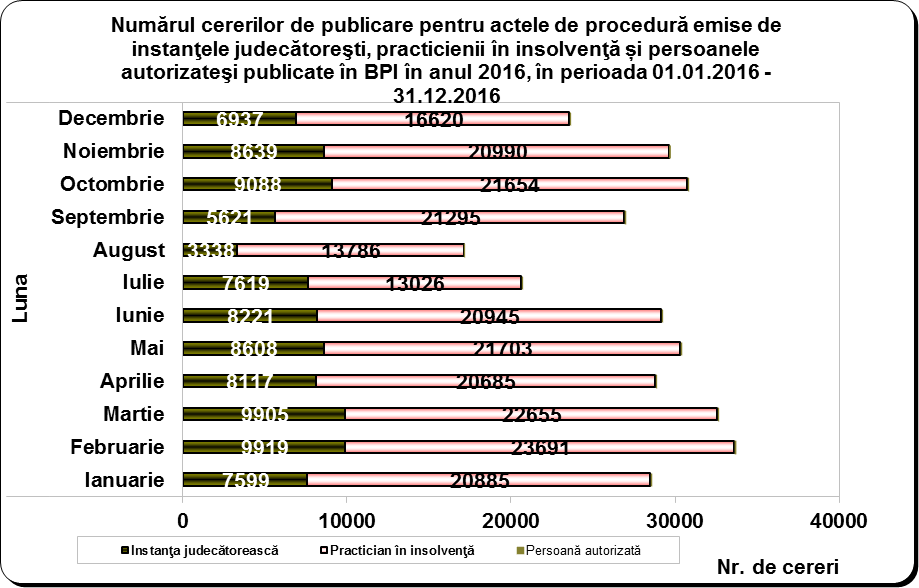 Numărul cererilor de publicare pentru actele de procedură emise de
instanţele judecătoreşti, practicienii în insolvenţă și persoanele
autorizateşi publicate în BPI în anul 2016, în perioada 01.01.2016 -
31.12.2016
Luna
Decembrie 6937 16620
Noiembrie 8639 20990
Octombrie 9088 21654
Septembrie 5621 21295
August 3338 13786
Iulie 7619 13026
Iunie 8221 20945
Mai 8608 21703
Aprilie 8117 20685
Martie 9905 22655
Februarie 9919 23691
Ianuarie 7599 20885
0 10000 20000 30000 40000
Instanţa judecătorească Practician în insolvenţă Persoană autorizată
Nr. de cereri